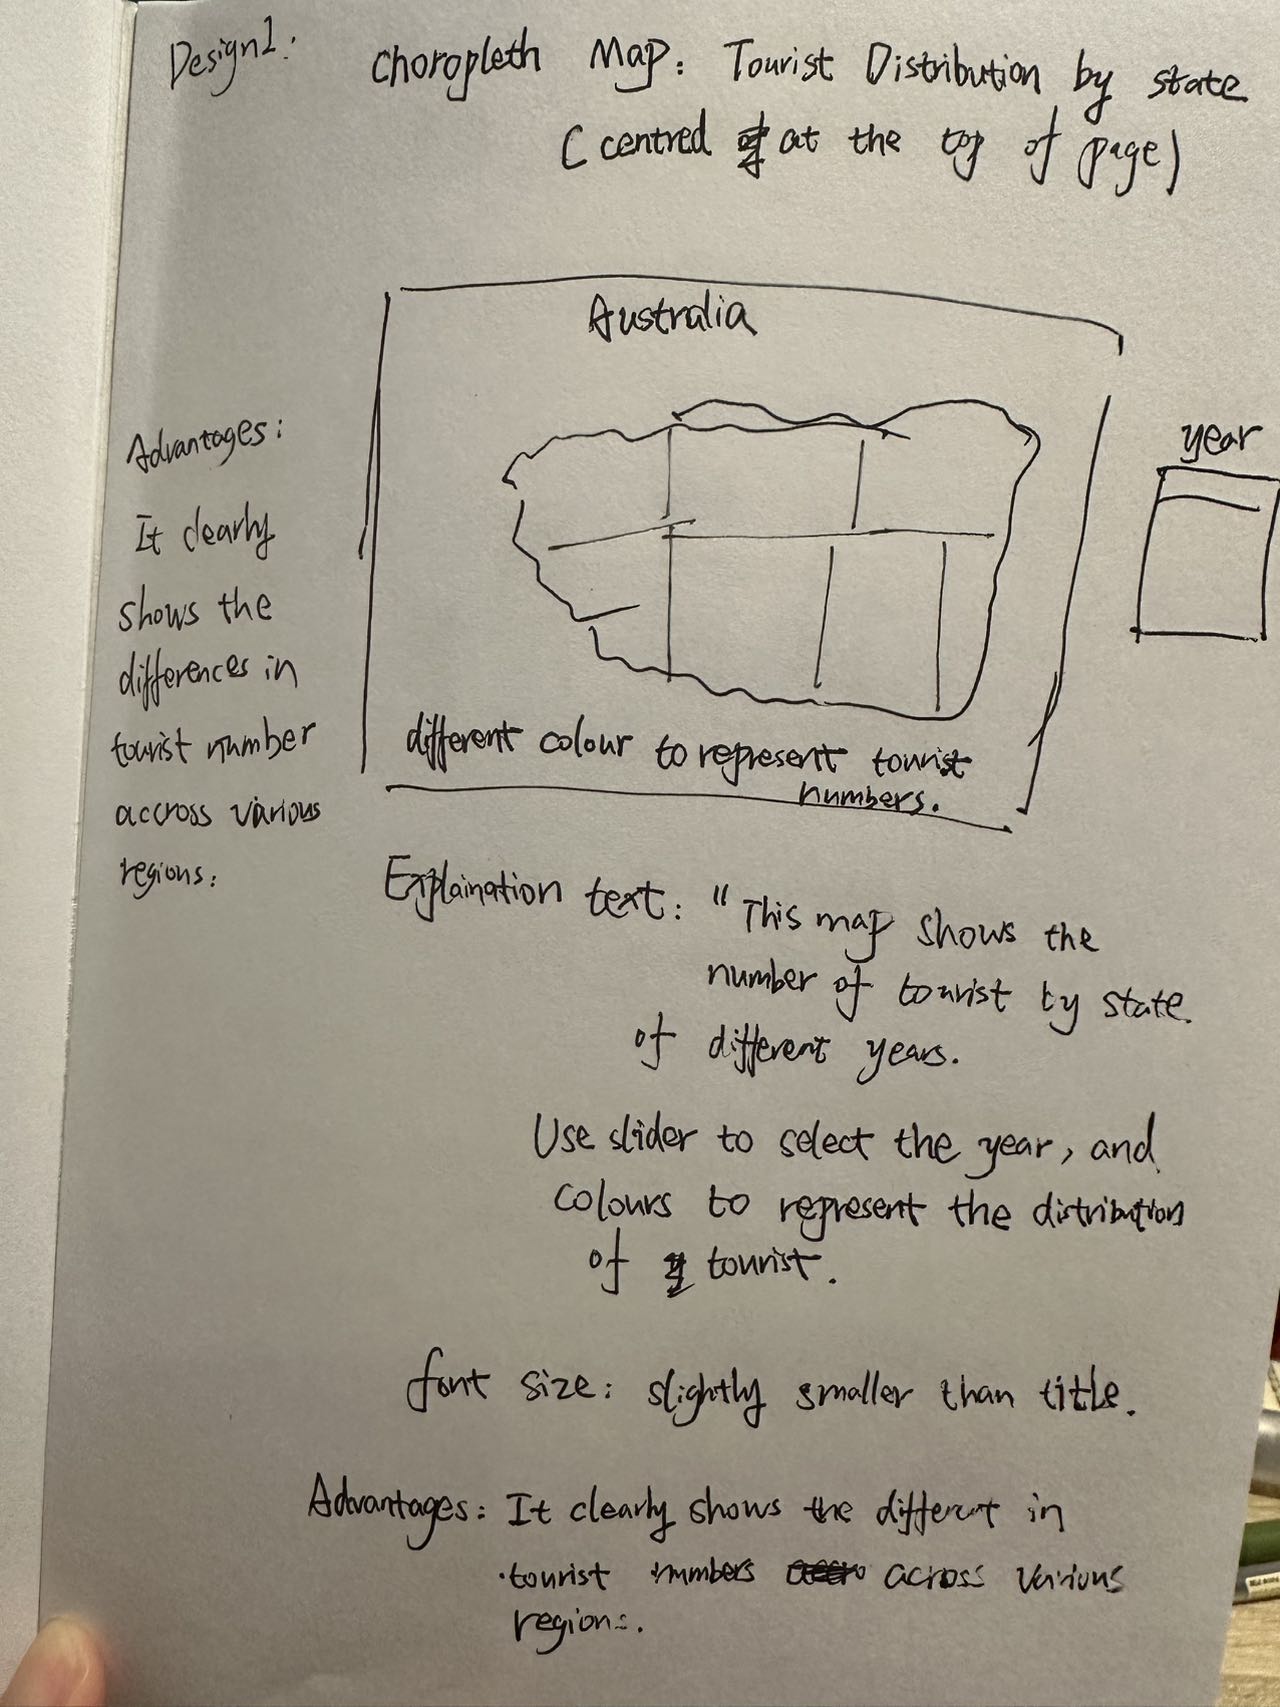 Design1:
Choropleth Map: Tourist Distribution by state
(centred at the top of page)
Australia
year
Advantages:
It clearly
shows the
differences in
tourist number
accross various
regions.
different colour to represent tourist
numbers.
Explaination text: "This map shows the
number of tourist by state
of different years.
Use slider to select the year, and
colours to represent the distribution
of tourist.
font size: slightly smaller than title.
Advantages: It clearly shows the different in
tourist numbers across various
regions.